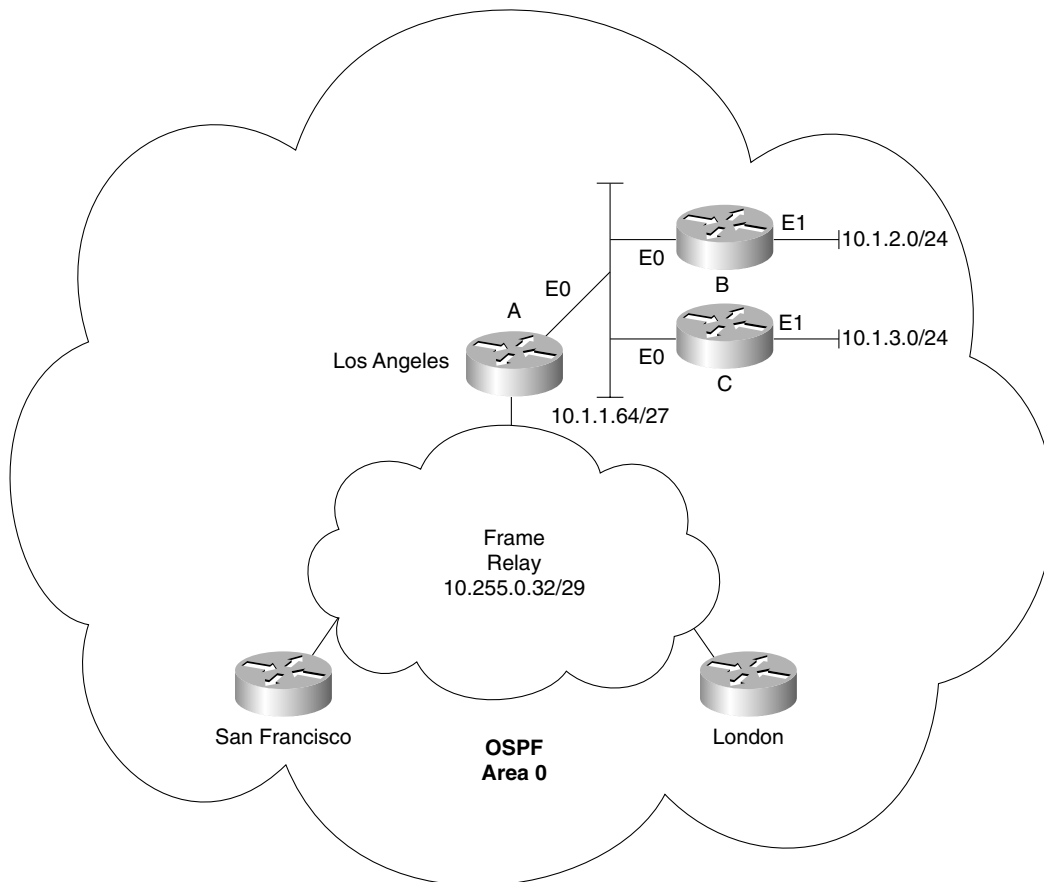 E1
10.1.2.0/24
E0
B
E0
A
E1
10.1.3.0/24
Los Angeles
E0
C
10.1.1.64/27
Frame
Relay
10.255.0.32/29
San Francisco
London
OSPF
Area 0